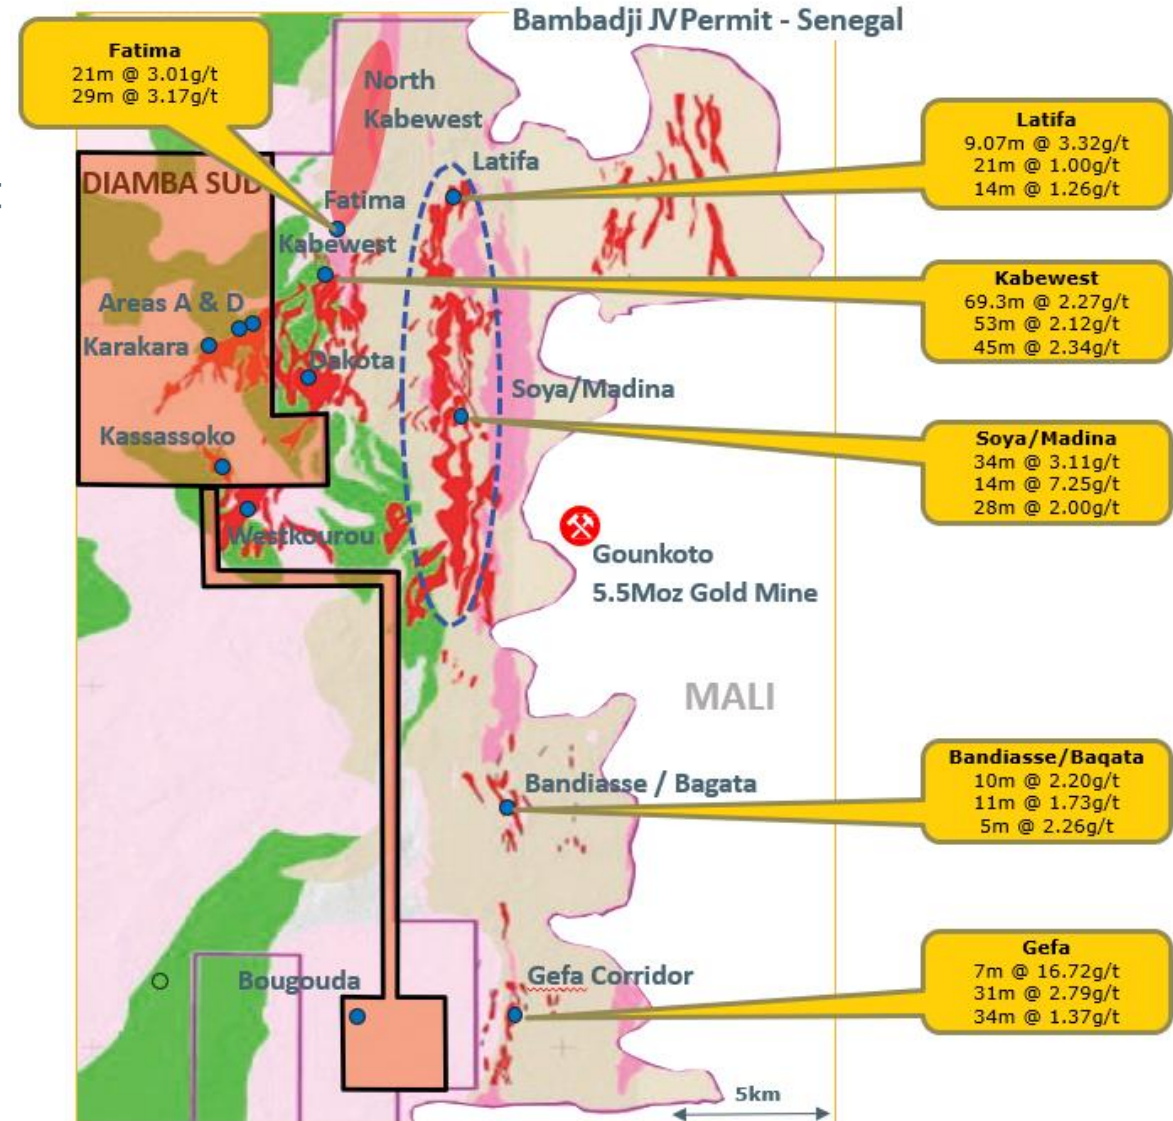 Bambadji JV Permit - Senegal
Fatima
21m @ 3.01g/t
29m @ 3.17g/t
North
Kabewest
Latifa
9.07m @ 3.32g/t
21m @ 1.00g/t
14m @ 1.26g/t
Latifa
DIAMBA SUD
Fatima
Kabewest
Kabewest
69.3m @ 2.27g/t
53m @ 2.12g/t
45m @ 2.34g/t
Areas A & D
Karakara
Dakota
Soya/Madina
Soya/Madina
34m @ 3.11g/t
14m @ 7.25g/t
28m @ 2.00g/t
Kassassoko
Westkourou
Gounkoto
5.5Moz Gold Mine
MALI
Bandiasse / Bagata
Bandiasse/Bagata
10m @ 2.20g/t
11m @ 1.73g/t
5m @ 2.26g/t
Bougouda
Gefa Corridor
Gefa
7m @ 16.72g/t
31m @ 2.79g/t
34m @ 1.37g/t
5km